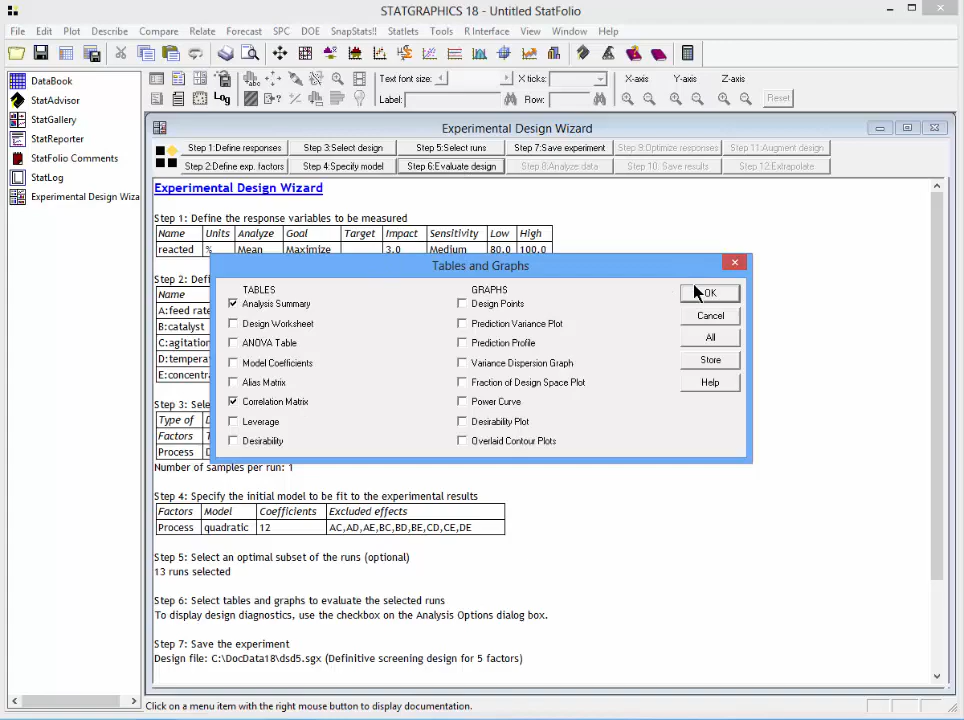 STATGRAPHICS 18 - Untitled StatFolio
File Edit Plot Describe Compare Relate Forecast SPC DOE SnapStats!! Statlets Tools R Interface View Window Help
DataBook
StatAdvisor
StatGallery
StatReporter
StatFolio Comments
StatLog
Experimental Design Wiza
Log
Text font size:
X ticks:
X-axis Y-axis Z-axis
Label:
Row:
Reset
Experimental Design Wizard
Step 1:Define responses Step 3:Select design Step 5:Select runs Step 7:Save experiment Step 9:Optimize responses Step 11:Augment design
Step 2:Define exp. factors Step 4:Specify model Step 6:Evaluate design Step 8:Analyze data Step 10: Save results Step 12:Extrapolate
Experimental Design Wizard
Step 1: Define the response variables to be measured
Name Units Analyze Goal Target Impact Sensitivity Low High
reacted % Mean Maximize 3.0 Medium 80.0 100.0
Step 2: Defi
Name
A:feed rate
B:catalyst
C:agitation
D:tempera
E:concentra
Step 3: Sele
Type of D
Factors T
Process D
Number of samples per run: 1
Tables and Graphs
TABLES
Analysis Summary
Design Worksheet
ANOVA Table
Model Coefficients
Alias Matrix
Correlation Matrix
Leverage
Desirability
GRAPHS
Design Points
Prediction Variance Plot
Prediction Profile
Variance Dispersion Graph
Fraction of Design Space Plot
Power Curve
Desirability Plot
Overlaid Contour Plots
OK
Cancel
All
Store
Help
Step 4: Specify the initial model to be fit to the experimental results
Factors Model Coefficients Excluded effects
Process quadratic 12 AC,AD,AE,BC,BD,BE,CD,CE,DE
Step 5: Select an optimal subset of the runs (optional)
13 runs selected
Step 6: Select tables and graphs to evaluate the selected runs
To display design diagnostics, use the checkbox on the Analysis Options dialog box.
Step 7: Save the experiment
Design file: C:\DocData18\dsd5.sgx (Definitive screening design for 5 factors)
Click on a menu item with the right mouse button to display documentation.